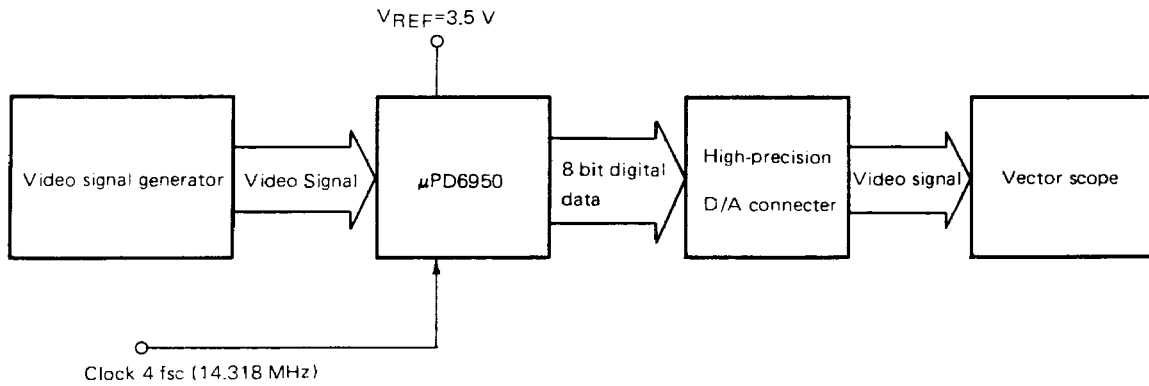 VREF=3.5 V
Video signal generator
Video Signal
μPD6950
8 bit digital
data
High-precision
D/A connecter
Video signal
Vector scope
Clock 4 fsc (14.318 MHz)